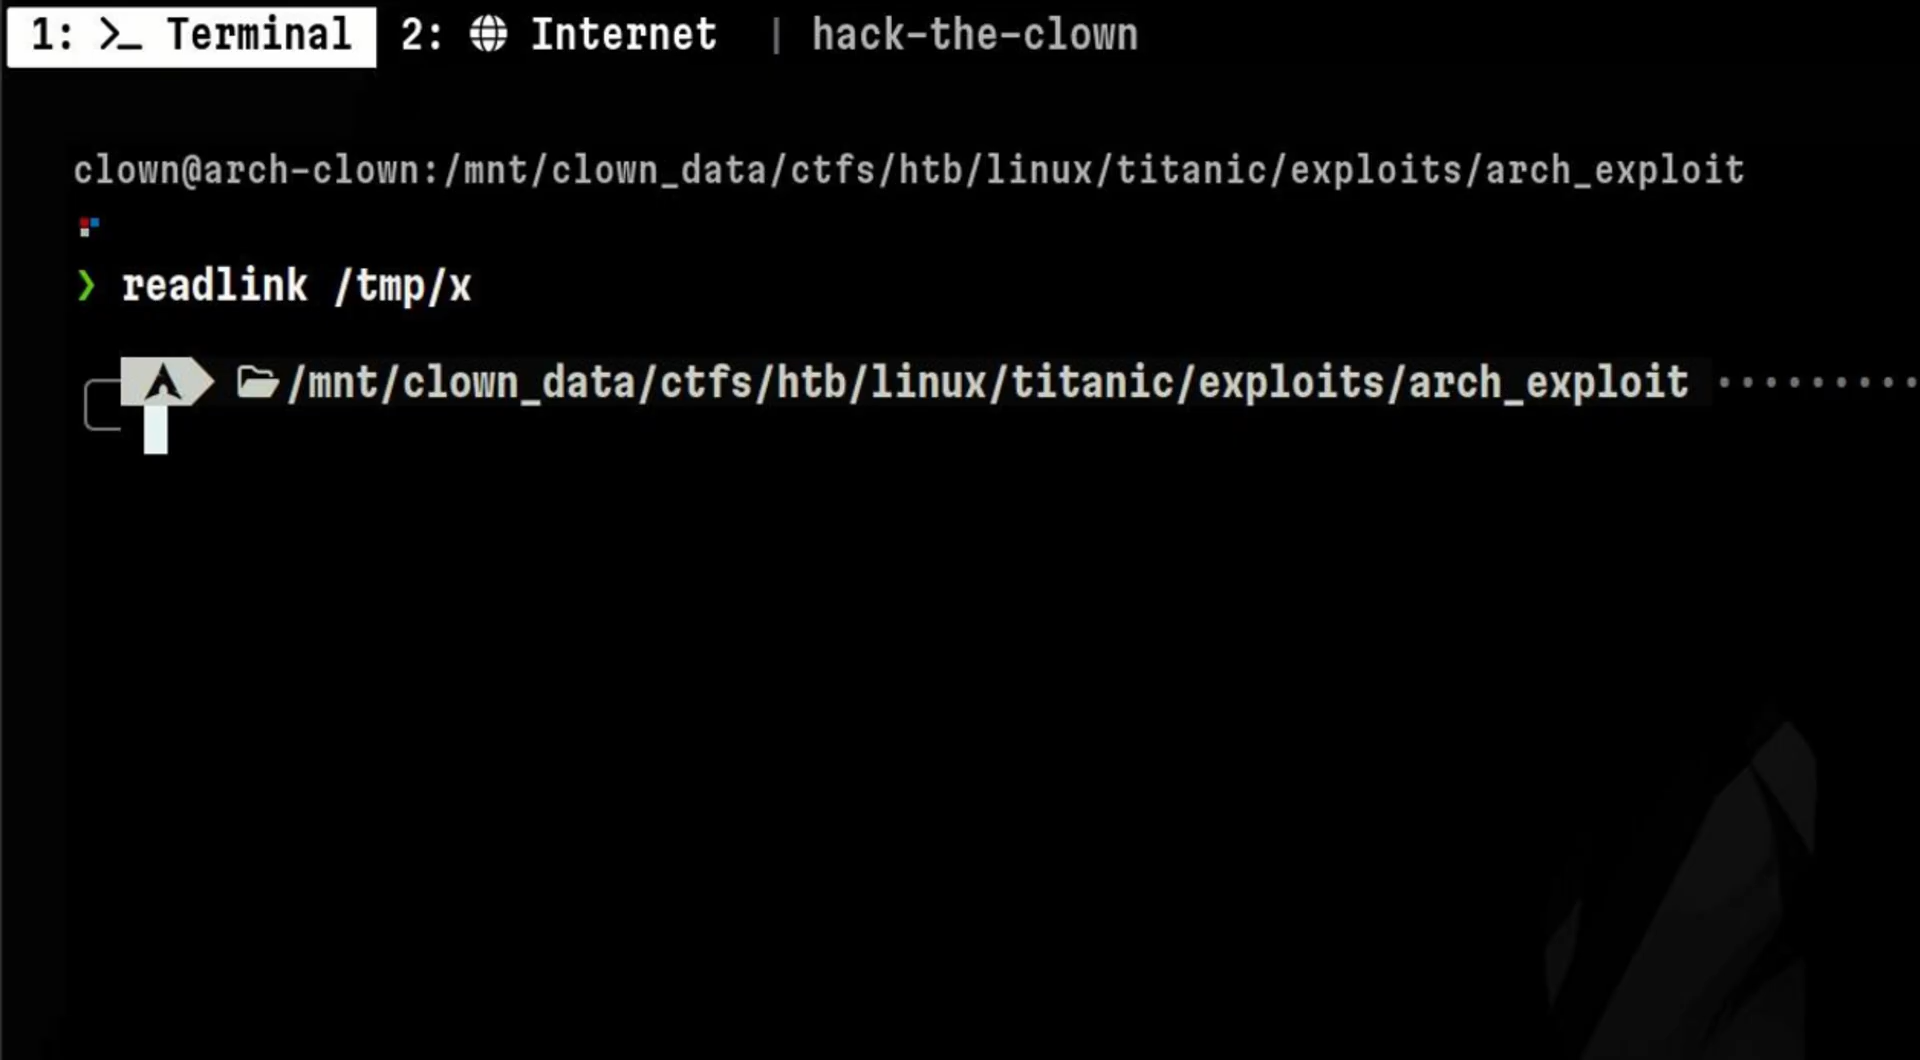 1: >_ Terminal 2: Internet | hack-the-clown
clown@arch-clown:/mnt/clown_data/ctfs/htb/linux/titanic/exploits/arch_exploit
❯ readlink /tmp/x
/mnt/clown_data/ctfs/htb/linux/titanic/exploits/arch_exploit ·········